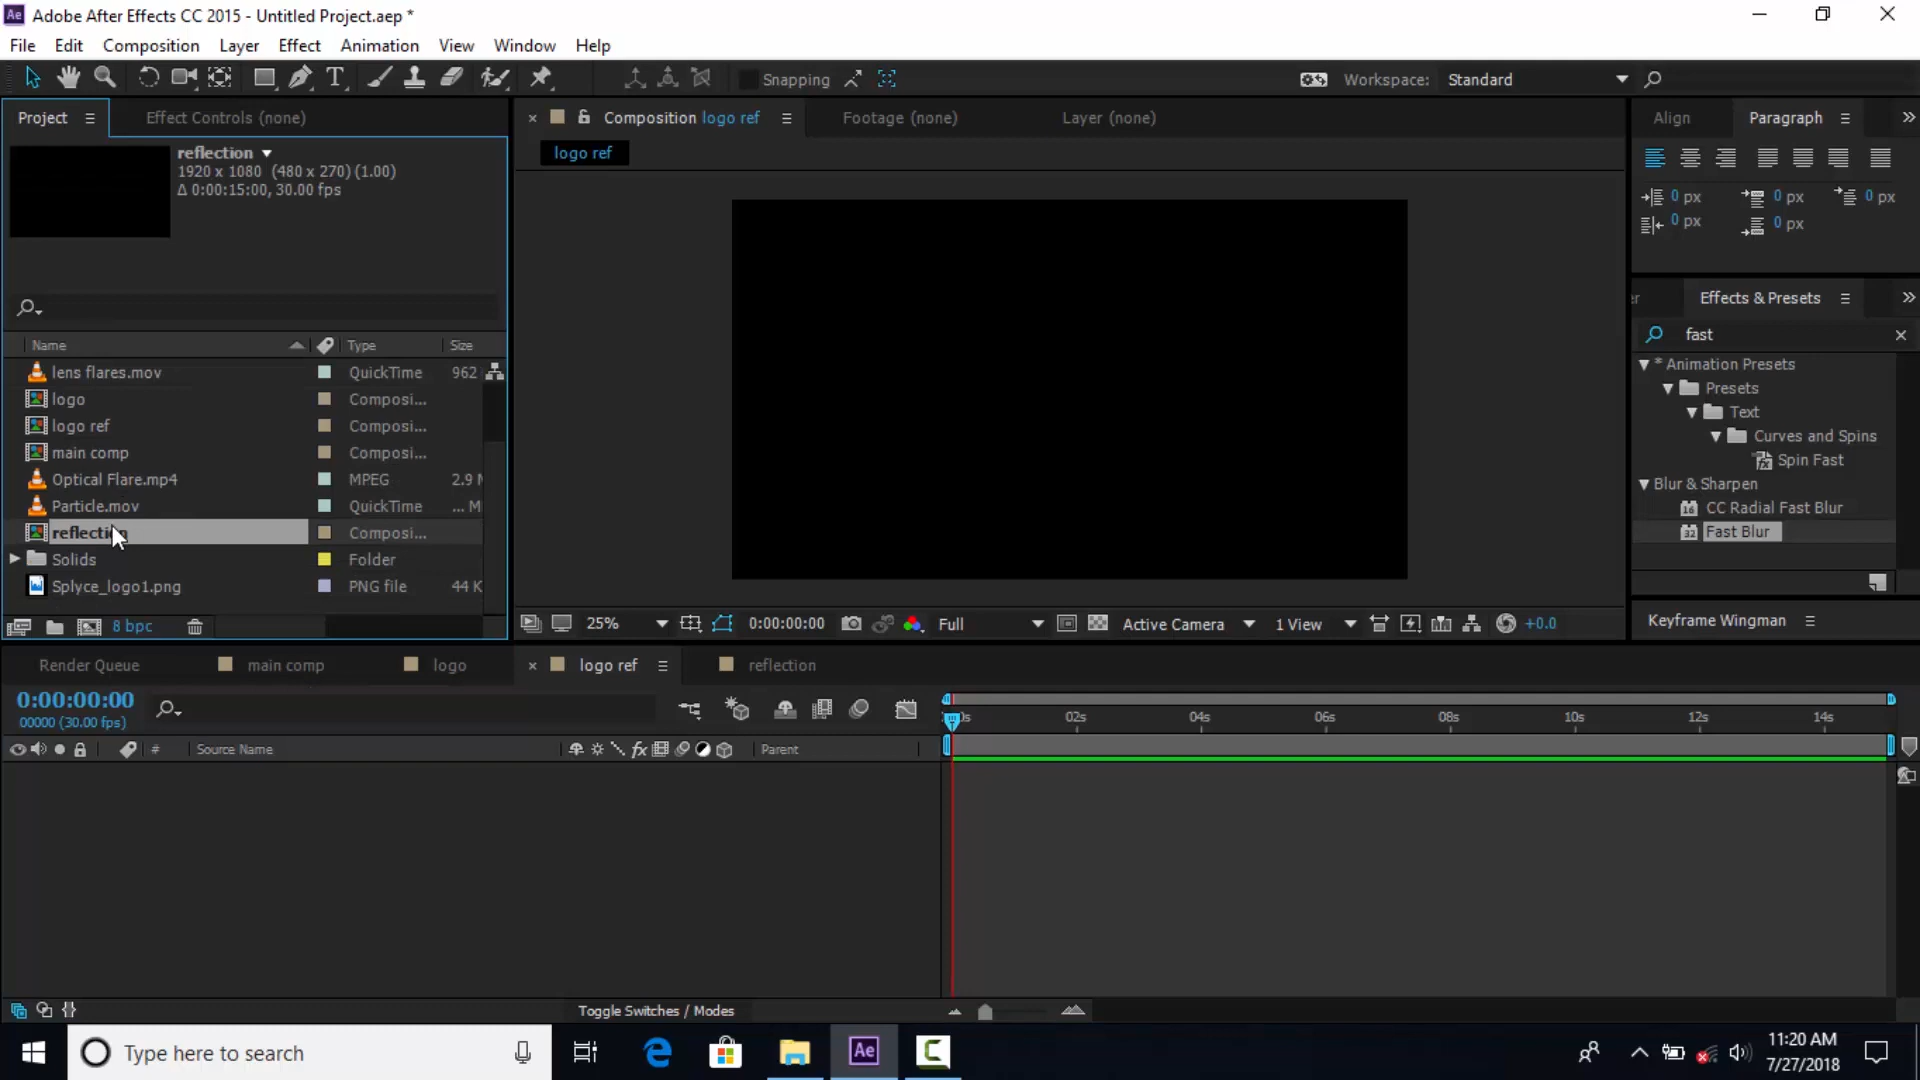 Adobe After Effects CC 2015 - Untitled Project.aep *
File Edit Composition Layer Effect Animation View Window Help
Snapping Workspace: Standard
Project Effect Controls (none) Composition logo ref Footage (none) Layer (none) Align Paragraph
reflection
1920 x 1080 (480 x 270) (1.00)
Δ 0:00:15:00, 30.00 fps
logo ref
0 px 0 px 0 px
0 px 0 px
Effects & Presets
fast
Name Type Size
lens flares.mov QuickTime 962
logo Composi...
logo ref Composi...
main comp Composi...
Optical Flare.mp4 MPEG 2.9
Particle.mov QuickTime ... M
reflection Composi...
Solids Folder
Splyce_logo1.png PNG file 44 K
8 bpc
* Animation Presets
Presets
Text
Curves and Spins
Spin Fast
Blur & Sharpen
CC Radial Fast Blur
Fast Blur
25% 0:00:00:00 Full Active Camera 1 View +0.0
Keyframe Wingman
Render Queue main comp logo logo ref reflection
0:00:00:00
00000 (30.00 fps)
02s 04s 06s 08s 10s 12s 14s
# Source Name Parent
Toggle Switches / Modes
Type here to search
11:20 AM
7/27/2018